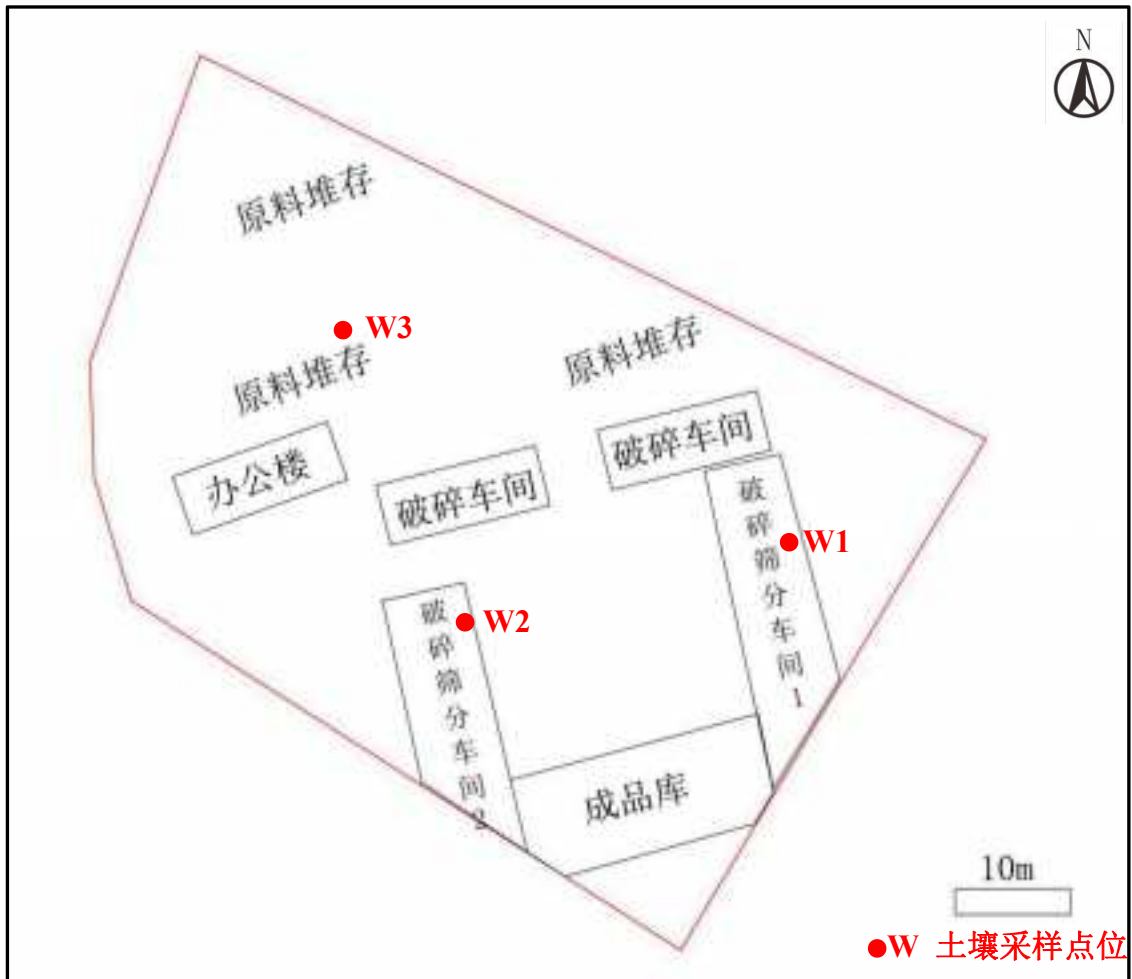 N
原料堆存
W3
原料堆存
原料堆存
破碎车间
办公楼
破碎车间
破碎筛分车间1
W1
破碎筛分车间2
W2
成品库
10m
W 土壤采样点位